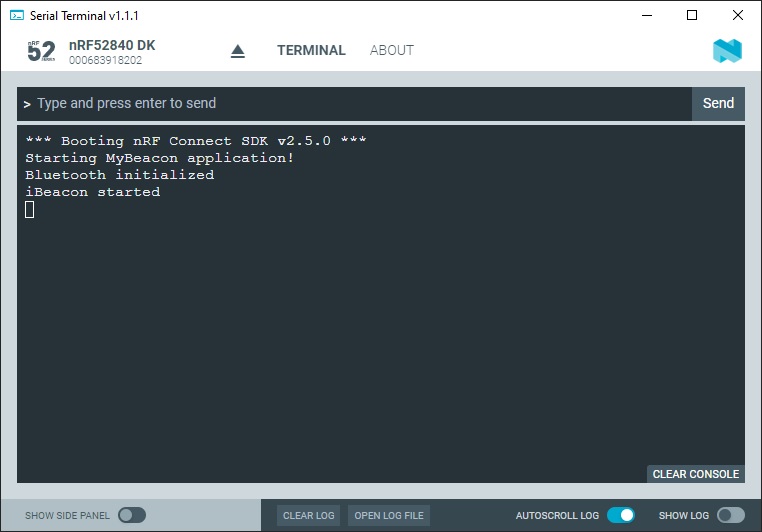 Serial Terminal v1.1.1
nRF
52
SERIES
nRF52840 DK
000683918202
TERMINAL
ABOUT
> Type and press enter to send
Send
*** Booting nRF Connect SDK v2.5.0 ***
Starting MyBeacon application!
Bluetooth initialized
iBeacon started
CLEAR CONSOLE
SHOW SIDE PANEL
CLEAR LOG
OPEN LOG FILE
AUTOSCROLL LOG
SHOW LOG